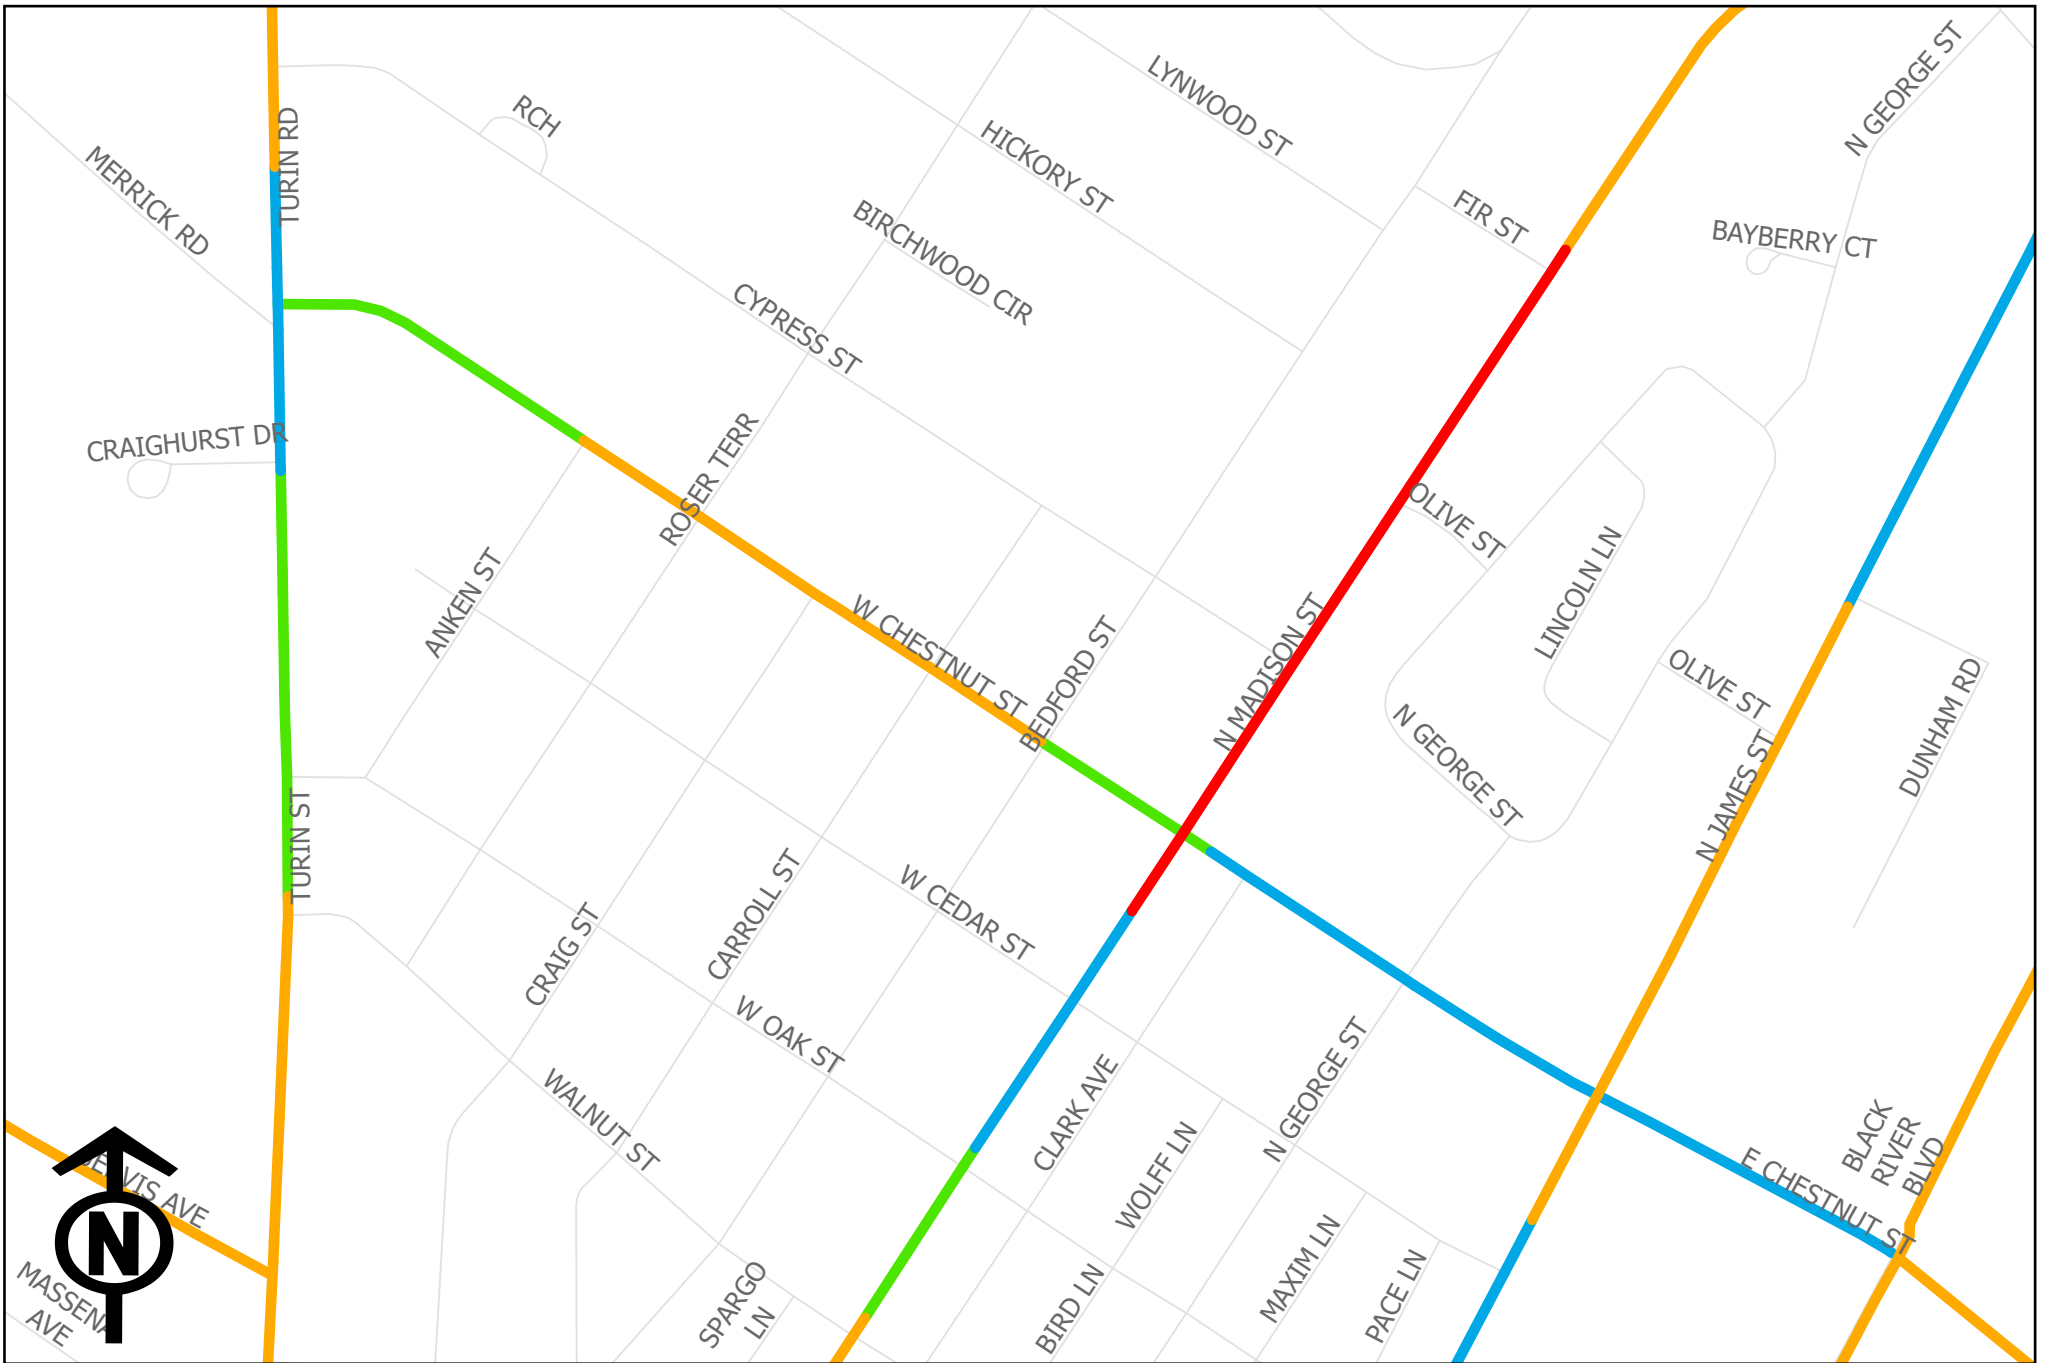 N GEORGE ST
LYNWOOD ST
RCH
TURIN RD
HICKORY ST
MERRICK RD
FIR ST
BIRCHWOOD CIR
BAYBERRY CT
CYPRESS ST
CRAIGHURST DR
ROSER TERR
OLIVE ST
LINCOLN LN
ANKEN ST
W CHESTNUT ST
BEDFORD ST
N MADISON ST
OLIVE ST
DUNHAM RD
N GEORGE ST
N JAMES ST
TURIN ST
CARROLL ST
W CEDAR ST
CRAIG ST
W OAK ST
N GEORGE ST
CLARK AVE
WALNUT ST
WOLFF LN
BLACK
RIVER
BLVD
E CHESTNUT ST
AVE
N
MAXIM LN
PACE LN
BIRD LN
SPARGO
LN
MASSENA
AVE